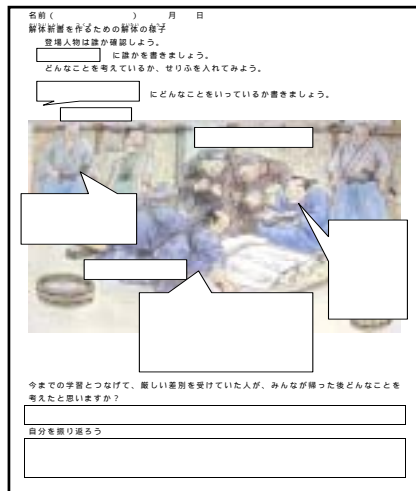 名前( ) 月 日
解体新書を作るための解体の様子
登場人物は誰か確認しよう。
に誰かを書きましょう。
どんなことを考えているか、せりふを入れてみよう。
にどんなことをいっているか書きましょう。
今までの学習とつなげて、厳しい差別を受けていた人が、みんなが帰った後どんなことを
考えたと思いますか？
自分を振り返ろう